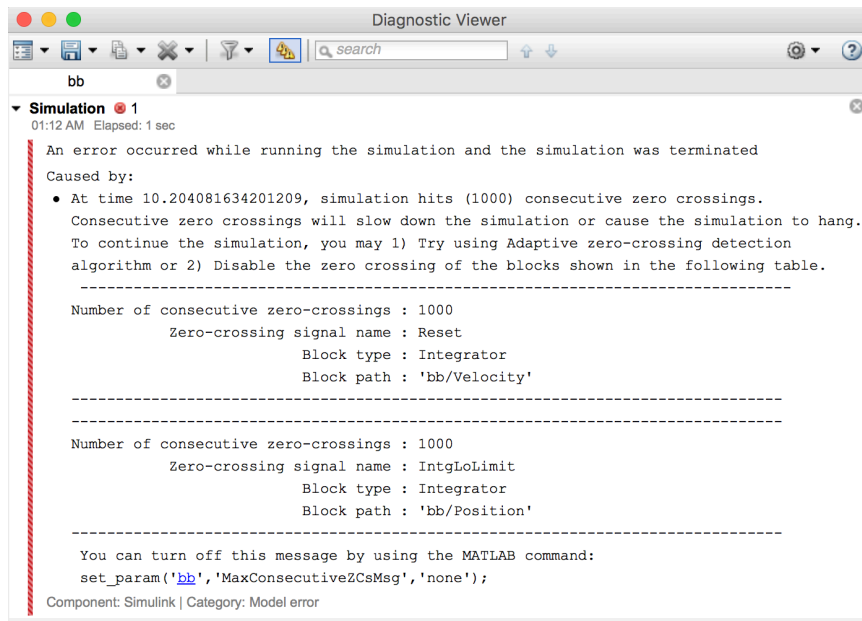 Diagnostic Viewer
search
bb
Simulation 1
01:12 AM Elapsed: 1 sec
An error occurred while running the simulation and the simulation was terminated
Caused by:
• At time 10.204081634201209, simulation hits (1000) consecutive zero crossings.
Consecutive zero crossings will slow down the simulation or cause the simulation to hang.
To continue the simulation, you may 1) Try using Adaptive zero-crossing detection
algorithm or 2) Disable the zero crossing of the blocks shown in the following table.
--------------------------------------------------------------------------------
Number of consecutive zero-crossings : 1000
Zero-crossing signal name : Reset
Block type : Integrator
Block path : 'bb/Velocity'
--------------------------------------------------------------------------------
--------------------------------------------------------------------------------
Number of consecutive zero-crossings : 1000
Zero-crossing signal name : IntgLoLimit
Block type : Integrator
Block path : 'bb/Position'
--------------------------------------------------------------------------------
You can turn off this message by using the MATLAB command:
set_param('bb','MaxConsecutiveZCsMsg','none');
Component: Simulink | Category: Model error